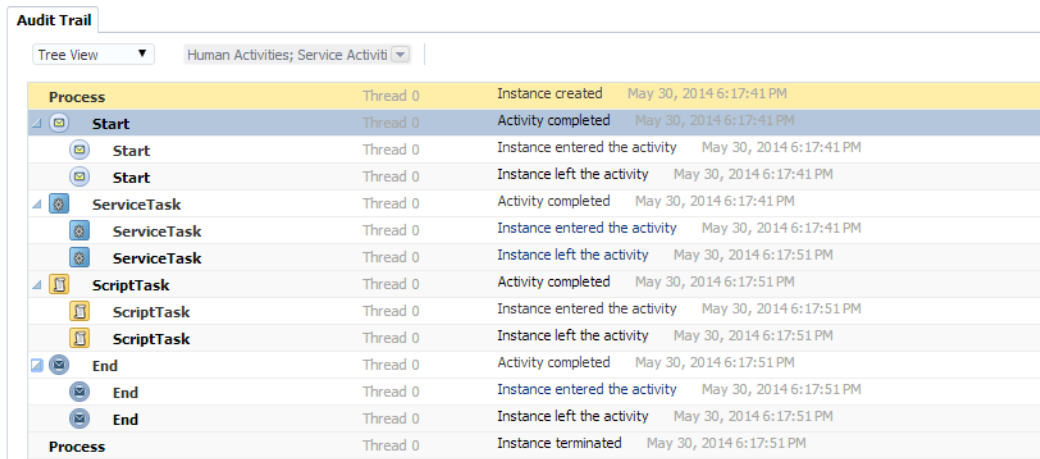 Audit Trail
Tree View Human Activities; Service Activiti
Process Thread 0 Instance created May 30, 2014 6:17:41 PM
Start Thread 0 Activity completed May 30, 2014 6:17:41 PM
Start Thread 0 Instance entered the activity May 30, 2014 6:17:41 PM
Start Thread 0 Instance left the activity May 30, 2014 6:17:41 PM
ServiceTask Thread 0 Activity completed May 30, 2014 6:17:41 PM
ServiceTask Thread 0 Instance entered the activity May 30, 2014 6:17:41 PM
ServiceTask Thread 0 Instance left the activity May 30, 2014 6:17:51 PM
ScriptTask Thread 0 Activity completed May 30, 2014 6:17:51 PM
ScriptTask Thread 0 Instance entered the activity May 30, 2014 6:17:51 PM
ScriptTask Thread 0 Instance left the activity May 30, 2014 6:17:51 PM
End Thread 0 Activity completed May 30, 2014 6:17:51 PM
End Thread 0 Instance entered the activity May 30, 2014 6:17:51 PM
End Thread 0 Instance left the activity May 30, 2014 6:17:51 PM
Process Thread 0 Instance terminated May 30, 2014 6:17:51 PM